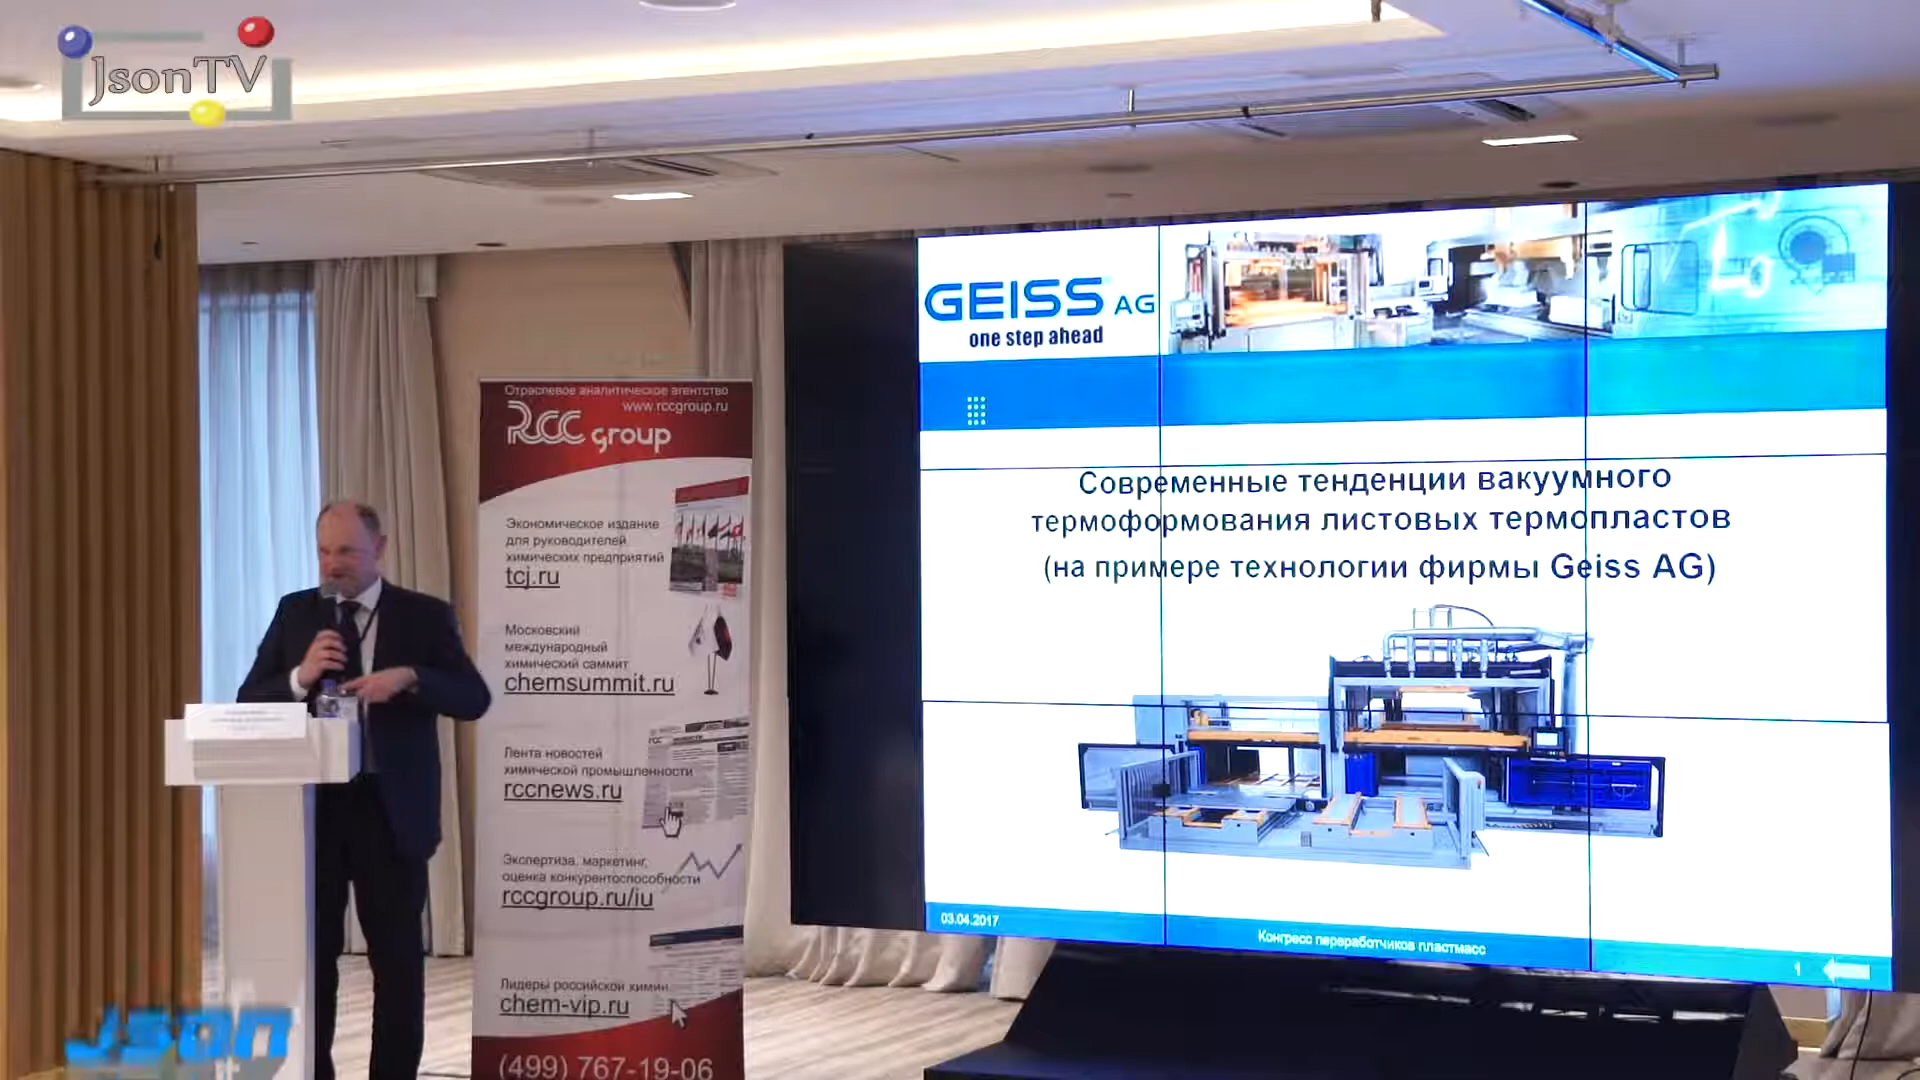 JsonTV
GEISS AG
one step ahead
Современные тенденции вакуумного
термоформования листовых термопластов
(на примере технологии фирмы Geiss AG)
03.04.2017
Конгресс переработчиков пластмасс
1
Отраслевое аналитическое агентство
www.rccgroup.ru
RCC group
Экономическое издание
для руководителей
химических предприятий
tcj.ru
Московский
международный
химический саммит
chemsummit.ru
Лента новостей
химической промышленности
rccnews.ru
Экспертиза, маркетинг,
оценка конкурентоспособности
rccgroup.ru/iu
Лидеры российской химии
chem-vip.ru
(499) 767-19-06
Json